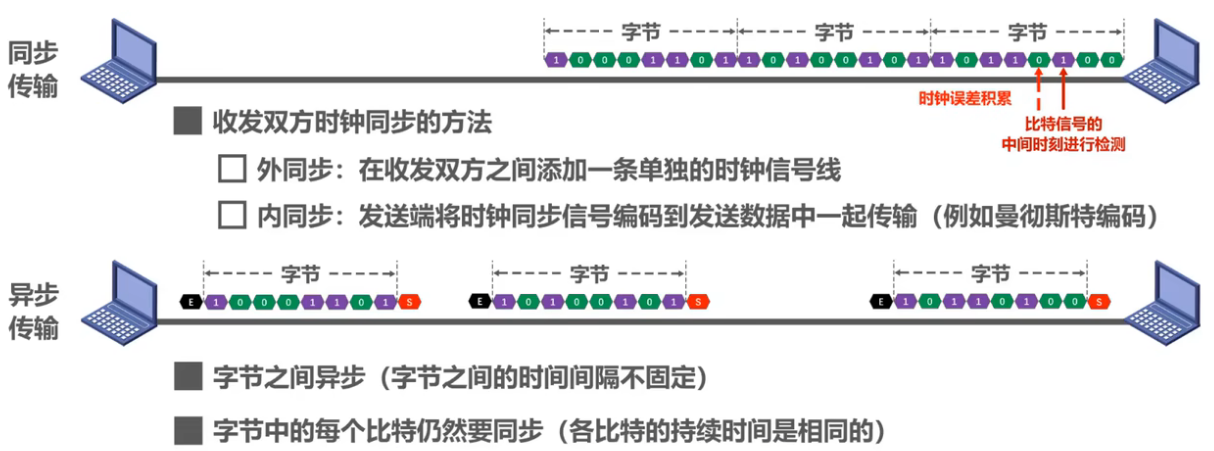 同步
传输
字节 字节 字节
1 0 0 0 1 1 0 1 1 0 1 0 0 1 0 1 1 0 1 1 0 1 0 0
时钟误差积累
比特信号的
中间时刻进行检测
收发双方时钟同步的方法
外同步：在收发双方之间添加一条单独的时钟信号线
内同步：发送端将时钟同步信号编码到发送数据中一起传输（例如曼彻斯特编码）
异步
传输
字节 字节 字节
E 1 0 0 0 1 1 0 1 S E 1 0 1 0 0 1 0 1 S E 1 0 1 1 0 1 0 0 S
字节之间异步（字节之间的时间间隔不固定）
字节中的每个比特仍然要同步（各比特的持续时间是相同的）